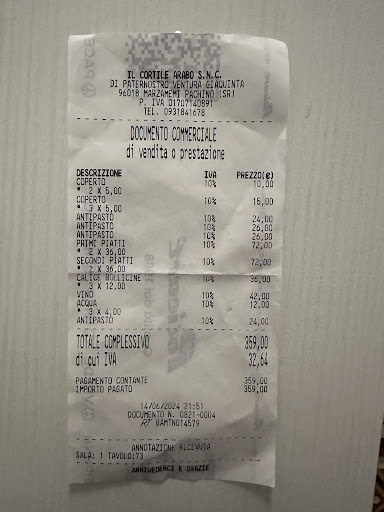 IL CORTILE ARABO S.N.C.
DI PATERNOSTRO VENTURA GIAQUINTA
96018 MARZAMEMI PACHINO (SR)
P. IVA 01707140891
TEL. 0931841678
DOCUMENTO COMMERCIALE
di vendita o prestazione
DESCRIZIONE IVA PREZZO(€)
COPERTO 10% 10,00
* 2 X 5,00
COPERTO 10% 15,00
* 3 X 5,00
ANTIPASTO 10% 24,00
ANTIPASTO 10% 26,00
ANTIPASTO 10% 26,00
PRIMI PIATTI 10% 72,00
* 2 X 36,00
SECONDI PIATTI 10% 72,00
* 2 X 36,00
CALICE BOLLICINE 10% 36,00
* 3 X 12,00
VINO 10% 42,00
ACQUA 10% 12,00
* 3 X 4,00
ANTIPASTO 10% 24,00
TOTALE COMPLESSIVO 359,00
di cui IVA 32,64
PAGAMENTO CONTANTE 359,00
IMPORTO PAGATO 359,00
14/06/2024 21:51
DOCUMENTO N. 0821-0004
RT 8AMTN014579
ANNOTAZIONE RICEVUTA
SALA: 1 TAVOLO:73
ARRIVEDERCI E GRAZIE